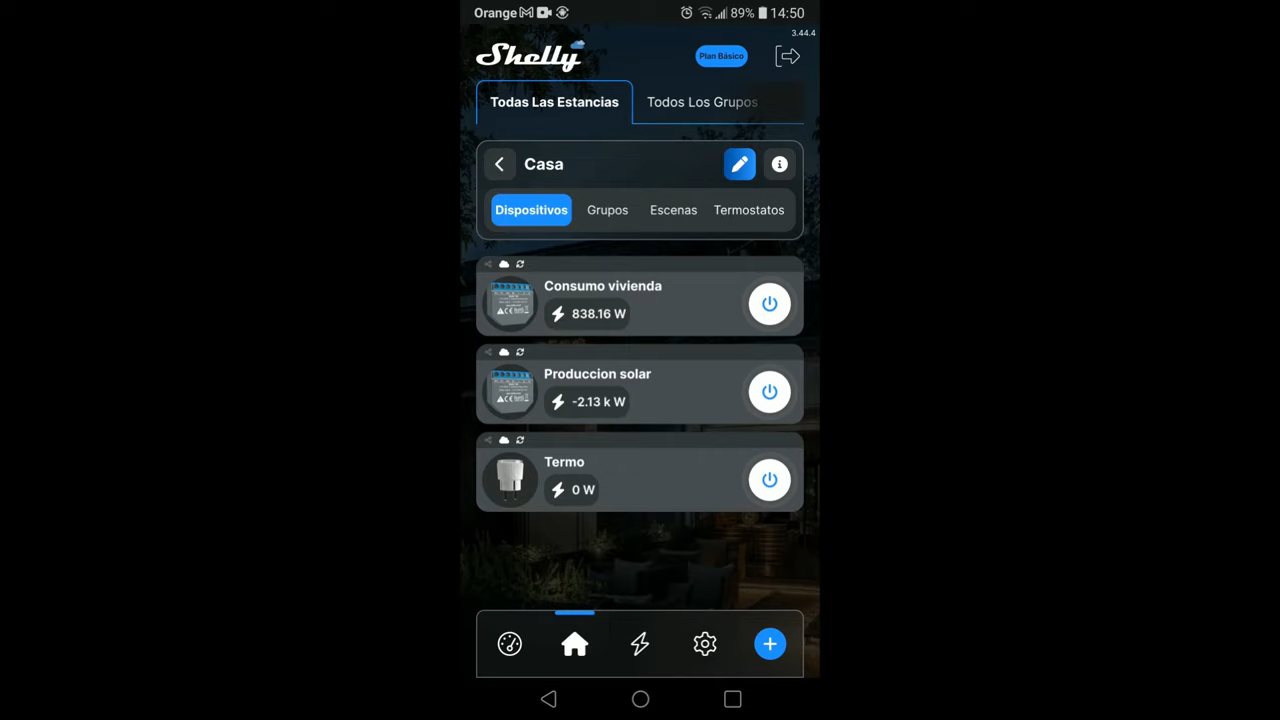 Orange 89% 14:50
3.44.4
Shelly Plan Básico
Todas Las Estancias Todos Los Grupos
Casa
Dispositivos Grupos Escenas Termostatos
Consumo vivienda
838.16 W
Produccion solar
-2.13 k W
Termo
0 W